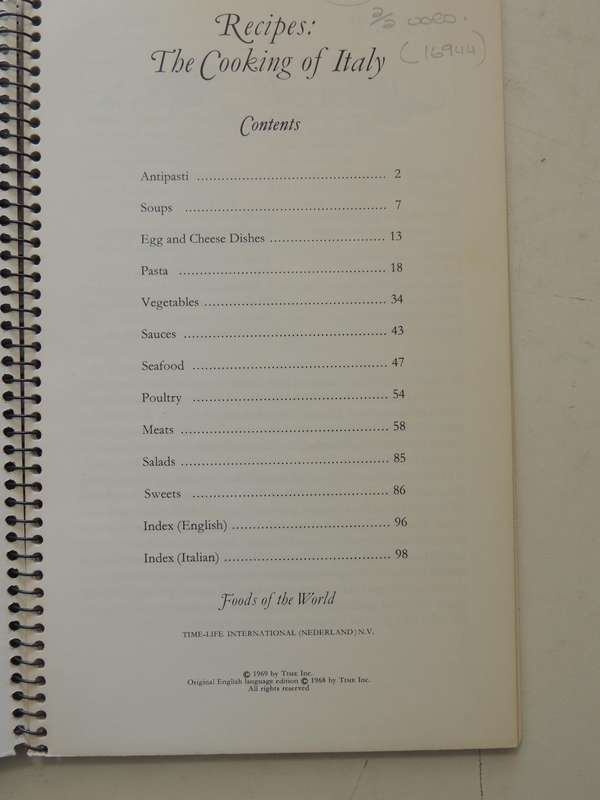 Recipes:
The Cooking of Italy
(16944)
Contents
Antipasti ................................................ 2
Soups ................................................ 7
Egg and Cheese Dishes ............................ 13
Pasta ................................................ 18
Vegetables ............................................ 34
Sauces ................................................ 43
Seafood ................................................ 47
Poultry ................................................ 54
Meats ................................................ 58
Salads ................................................ 85
Sweets ................................................ 86
Index (English) ...................................... 96
Index (Italian) ........................................ 98
Foods of the World
TIME-LIFE INTERNATIONAL (NEDERLAND) N.V.
© 1969 by TIME Inc.
Original English language edition © 1968 by TIME Inc.
All rights reserved